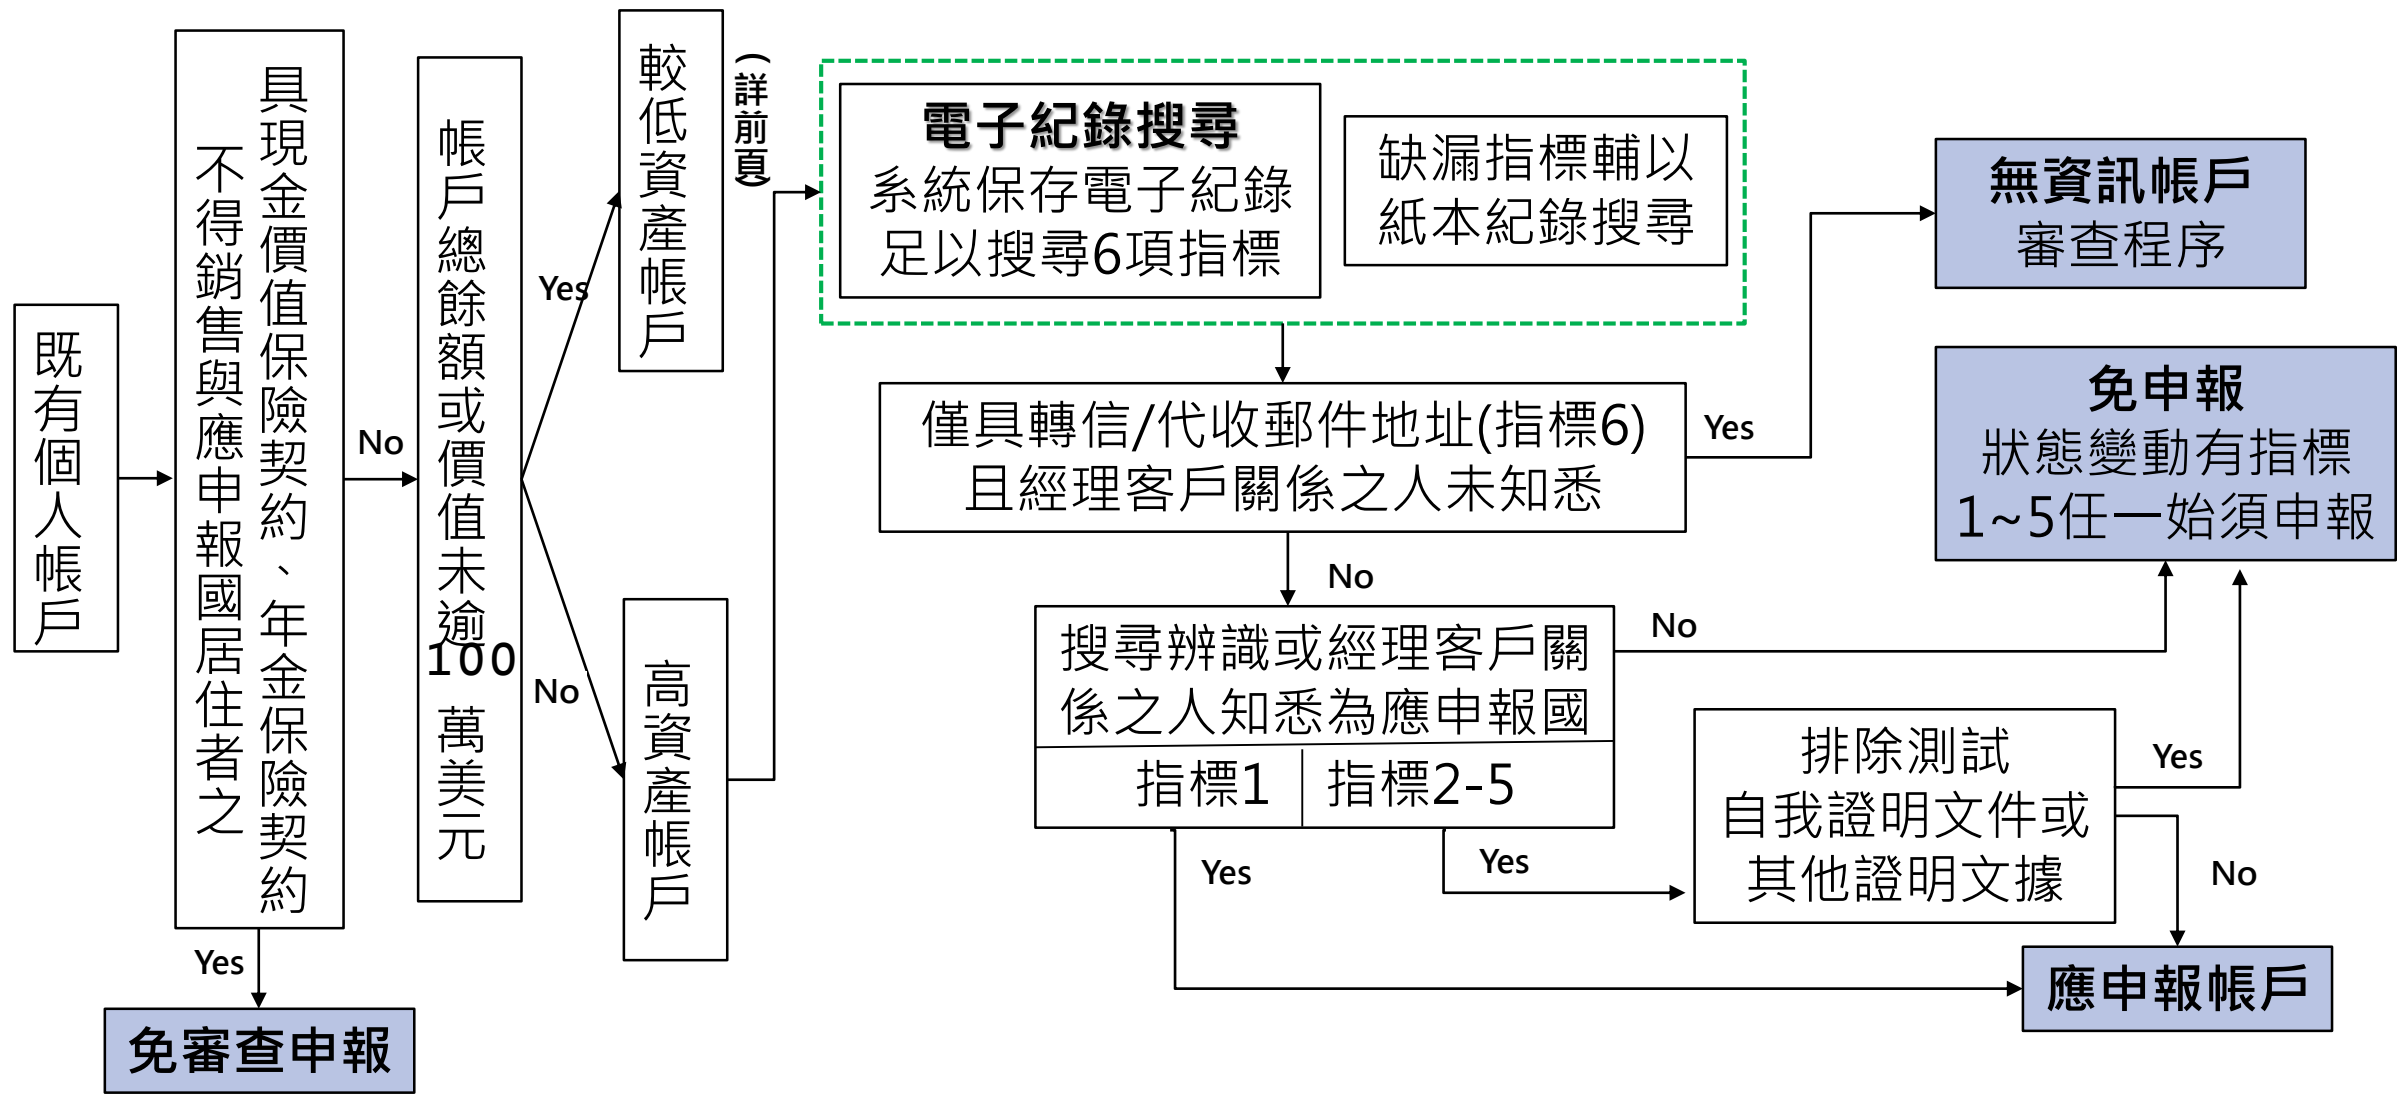 既有個人帳戶
不得銷售與應申報國居住者之
具現金價值保險契約、年金保險契約
Yes
免審查申報
No
帳戶總餘額或價值未逾
100
萬美元
Yes
No
較低資產帳戶
(詳前頁)
高資產帳戶
電子紀錄搜尋
系統保存電子紀錄
足以搜尋6項指標
缺漏指標輔以
紙本紀錄搜尋
僅具轉信/代收郵件地址(指標6)
且經理客戶關係之人未知悉
Yes
無資訊帳戶
審查程序
No
搜尋辨識或經理客戶關
係之人知悉為應申報國
指標1
指標2-5
No
免申報
狀態變動有指標
1~5任一始須申報
Yes
Yes
排除測試
自我證明文件或
其他證明文據
Yes
No
應申報帳戶